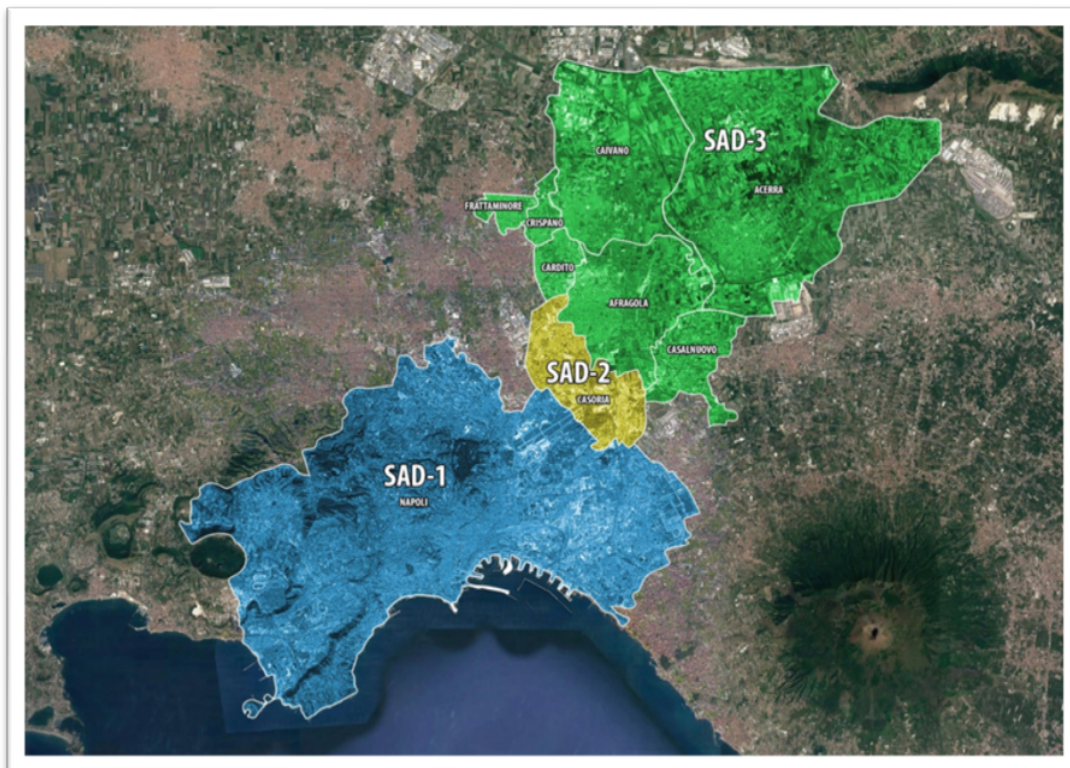 SAD-3
CAIVANO
ACERRA
FRATTAMINORE
CRISPANO
CARDITO
AFRAGOLA
CASALNUOVO
SAD-2
CASORIA
SAD-1
NAPOLI